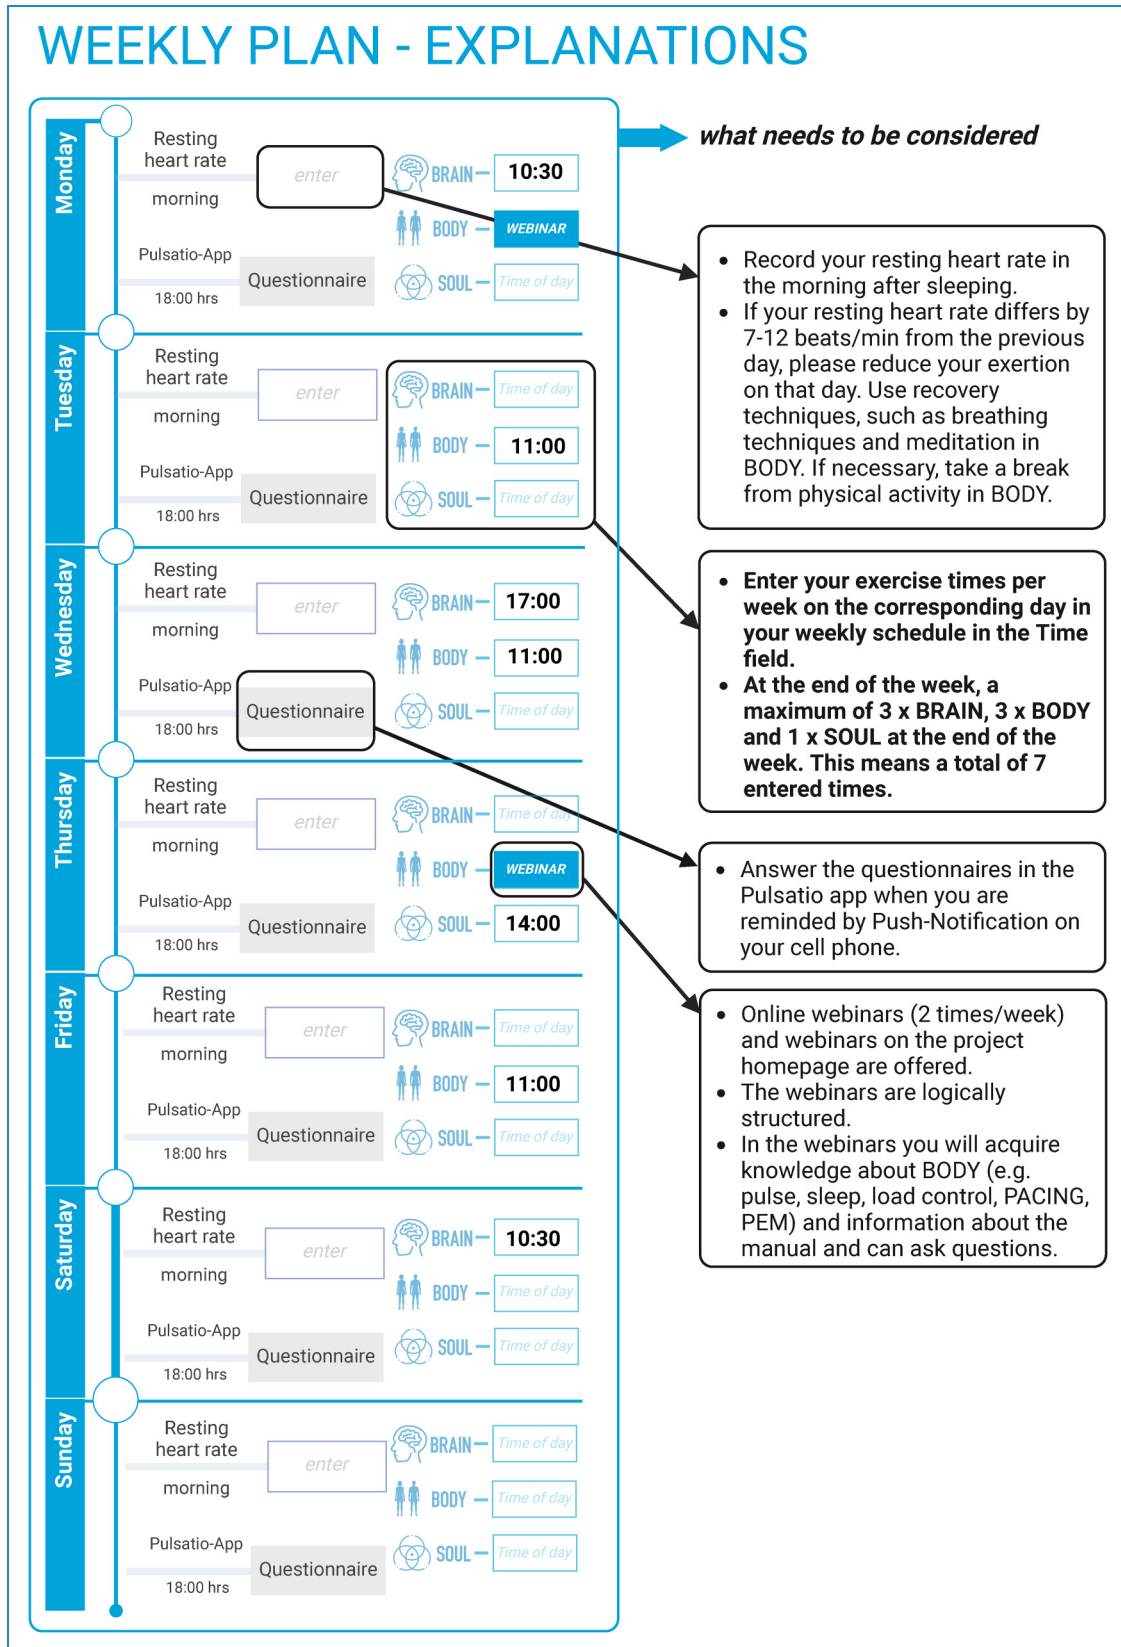 WEEKLY PLAN - EXPLANATIONS
what needs to be considered
Monday
Resting
heart rate
morning
enter
Pulsatio-App
18:00 hrs
Questionnaire
BRAIN
10:30
BODY
WEBINAR
SOUL
Time of day
Tuesday
Resting
heart rate
morning
enter
Pulsatio-App
18:00 hrs
Questionnaire
BRAIN
Time of day
BODY
11:00
SOUL
Time of day
Wednesday
Resting
heart rate
morning
enter
Pulsatio-App
18:00 hrs
Questionnaire
BRAIN
17:00
BODY
11:00
SOUL
Time of day
Thursday
Resting
heart rate
morning
enter
Pulsatio-App
18:00 hrs
Questionnaire
BRAIN
Time of day
BODY
WEBINAR
SOUL
14:00
Friday
Resting
heart rate
morning
enter
Pulsatio-App
18:00 hrs
Questionnaire
BRAIN
Time of day
BODY
11:00
SOUL
Time of day
Saturday
Resting
heart rate
morning
enter
Pulsatio-App
18:00 hrs
Questionnaire
BRAIN
10:30
BODY
Time of day
SOUL
Time of day
Sunday
Resting
heart rate
morning
enter
Pulsatio-App
18:00 hrs
Questionnaire
BRAIN
Time of day
BODY
Time of day
SOUL
Time of day
• Record your resting heart rate in
the morning after sleeping.
• If your resting heart rate differs by
7-12 beats/min from the previous
day, please reduce your exertion
on that day. Use recovery
techniques, such as breathing
techniques and meditation in
BODY. If necessary, take a break
from physical activity in BODY.
• Enter your exercise times per
week on the corresponding day in
your weekly schedule in the Time
field.
• At the end of the week, a
maximum of 3 x BRAIN, 3 x BODY
and 1 x SOUL at the end of the
week. This means a total of 7
entered times.
• Answer the questionnaires in the
Pulsatio app when you are
reminded by Push-Notification on
your cell phone.
• Online webinars (2 times/week)
and webinars on the project
homepage are offered.
• The webinars are logically
structured.
• In the webinars you will acquire
knowledge about BODY (e.g.
pulse, sleep, load control, PACING,
PEM) and information about the
manual and can ask questions.